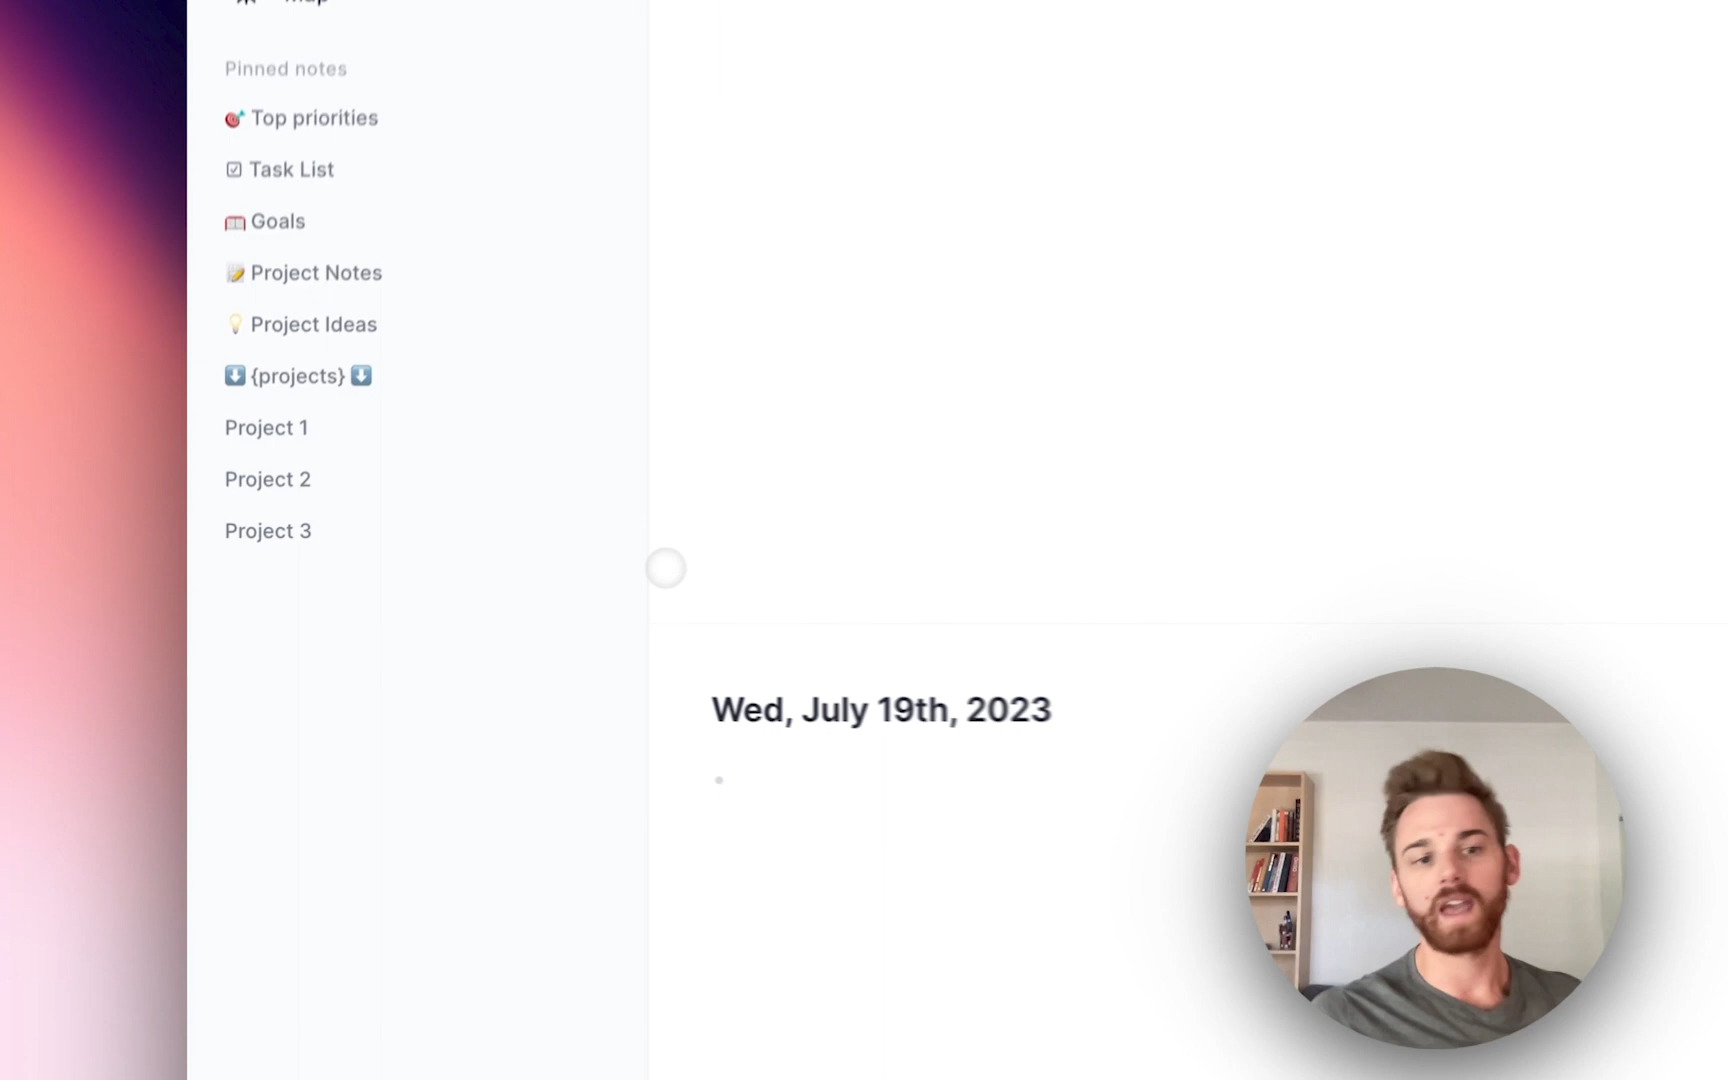 Map
Pinned notes
🎯 Top priorities
☑ Task List
📖 Goals
📝 Project Notes
💡 Project Ideas
⬇️ {projects} ⬇️
Project 1
Project 2
Project 3
Wed, July 19th, 2023